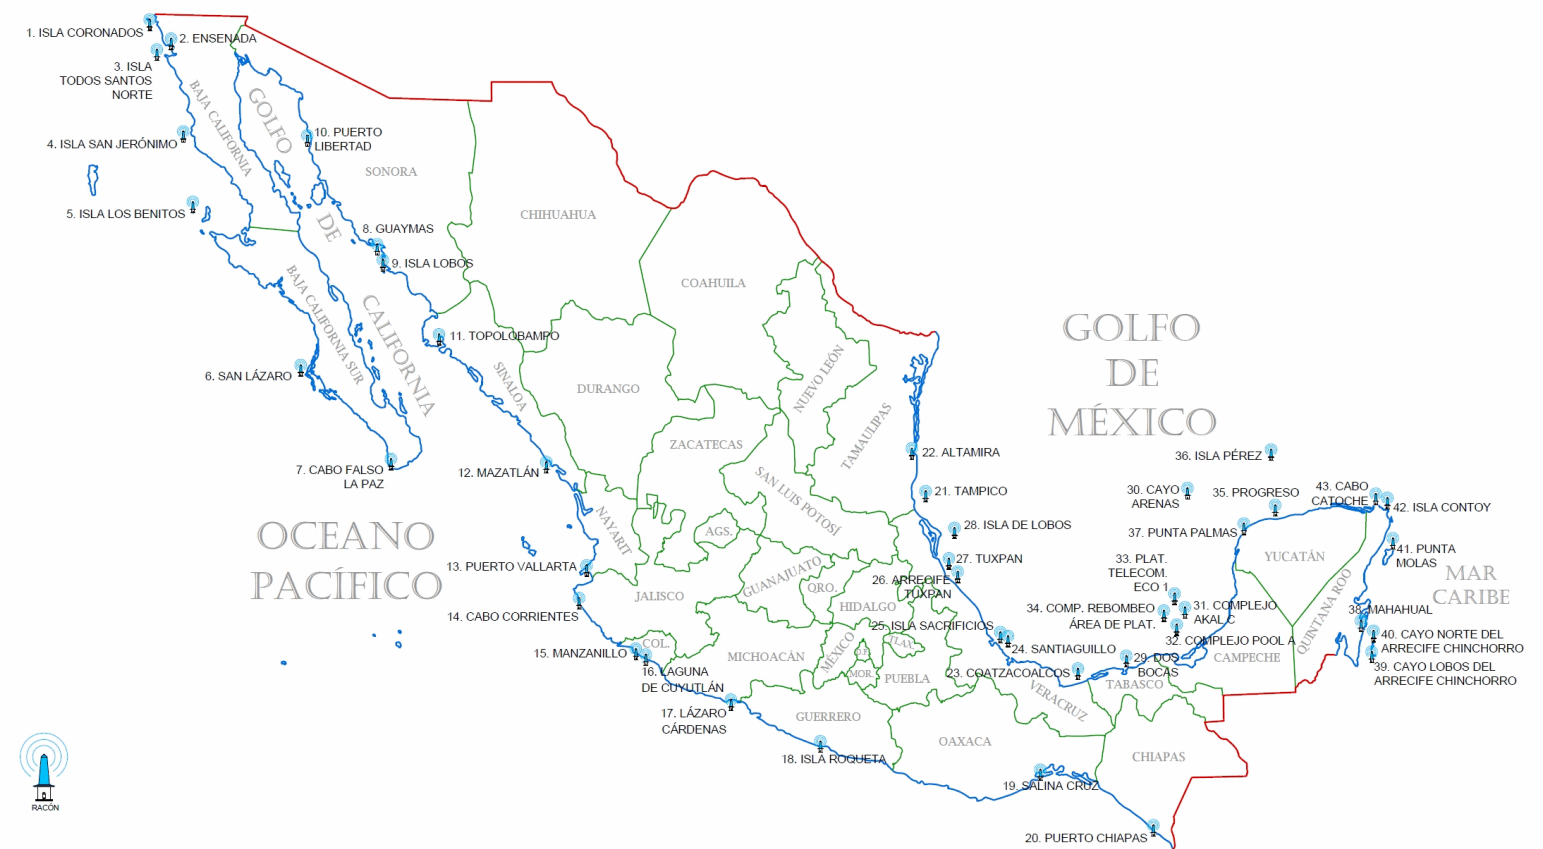 1. ISLA CORONADOS
2. ENSENADA
3. ISLA
TODOS SANTOS
NORTE
BAJA CALIFORNIA
GOLFO
DE
CALIFORNIA
10. PUERTO
LIBERTAD
4. ISLA SAN JERÓNIMO
SONORA
5. ISLA LOS BENITOS
CHIHUAHUA
8. GUAYMAS
9. ISLA LOBOS
COAHUILA
BAJA CALIFORNIA SUR
11. TOPOLOBAMPO
6. SAN LÁZARO
SINALOA
DURANGO
NUEVO LEÓN
TAMAULIPAS
GOLFO
DE
MÉXICO
7. CABO FALSO
LA PAZ
12. MAZATLÁN
ZACATECAS
SAN LUIS POTOSÍ
22. ALTAMIRA
21. TAMPICO
36. ISLA PÉREZ
30. CAYO
ARENAS
35. PROGRESO
43. CABO
CATOCHE
42. ISLA CONTOY
OCEANO
PACÍFICO
NAYARIT
AGS.
28. ISLA DE LOBOS
37. PUNTA PALMAS
41. PUNTA
MOLAS
YUCATÁN
13. PUERTO VALLARTA
GUANAJUATO
QRO.
27. TUXPAN
26. ARRECIFE
TUXPAN
33. PLAT.
TELECOM.
ECO 1
MAR
CARIBE
14. CABO CORRIENTES
JALISCO
HIDALGO
34. COMP. REBOMBEO
ÁREA DE PLAT.
31. COMPLEJO
AKAL C
QUINTANA ROO
38. MAHAHUAL
25. ISLA SACRIFICIOS
24. SANTIAGUILLO
32. COMPLEJO POOL A
40. CAYO NORTE DEL
ARRECIFE CHINCHORRO
15. MANZANILLO
COL.
MICHOACÁN
MÉXICO
D.F.
TLAX.
MOR.
PUEBLA
29. DOS
BOCAS
CAMPECHE
39. CAYO LOBOS DEL
ARRECIFE CHINCHORRO
16. LAGUNA
DE CUYUTLÁN
23. COATZACOALCOS
VERACRUZ
TABASCO
17. LÁZARO
CÁRDENAS
GUERRERO
OAXACA
CHIAPAS
18. ISLA ROQUETA
19. SALINA CRUZ
20. PUERTO CHIAPAS
RACÓN